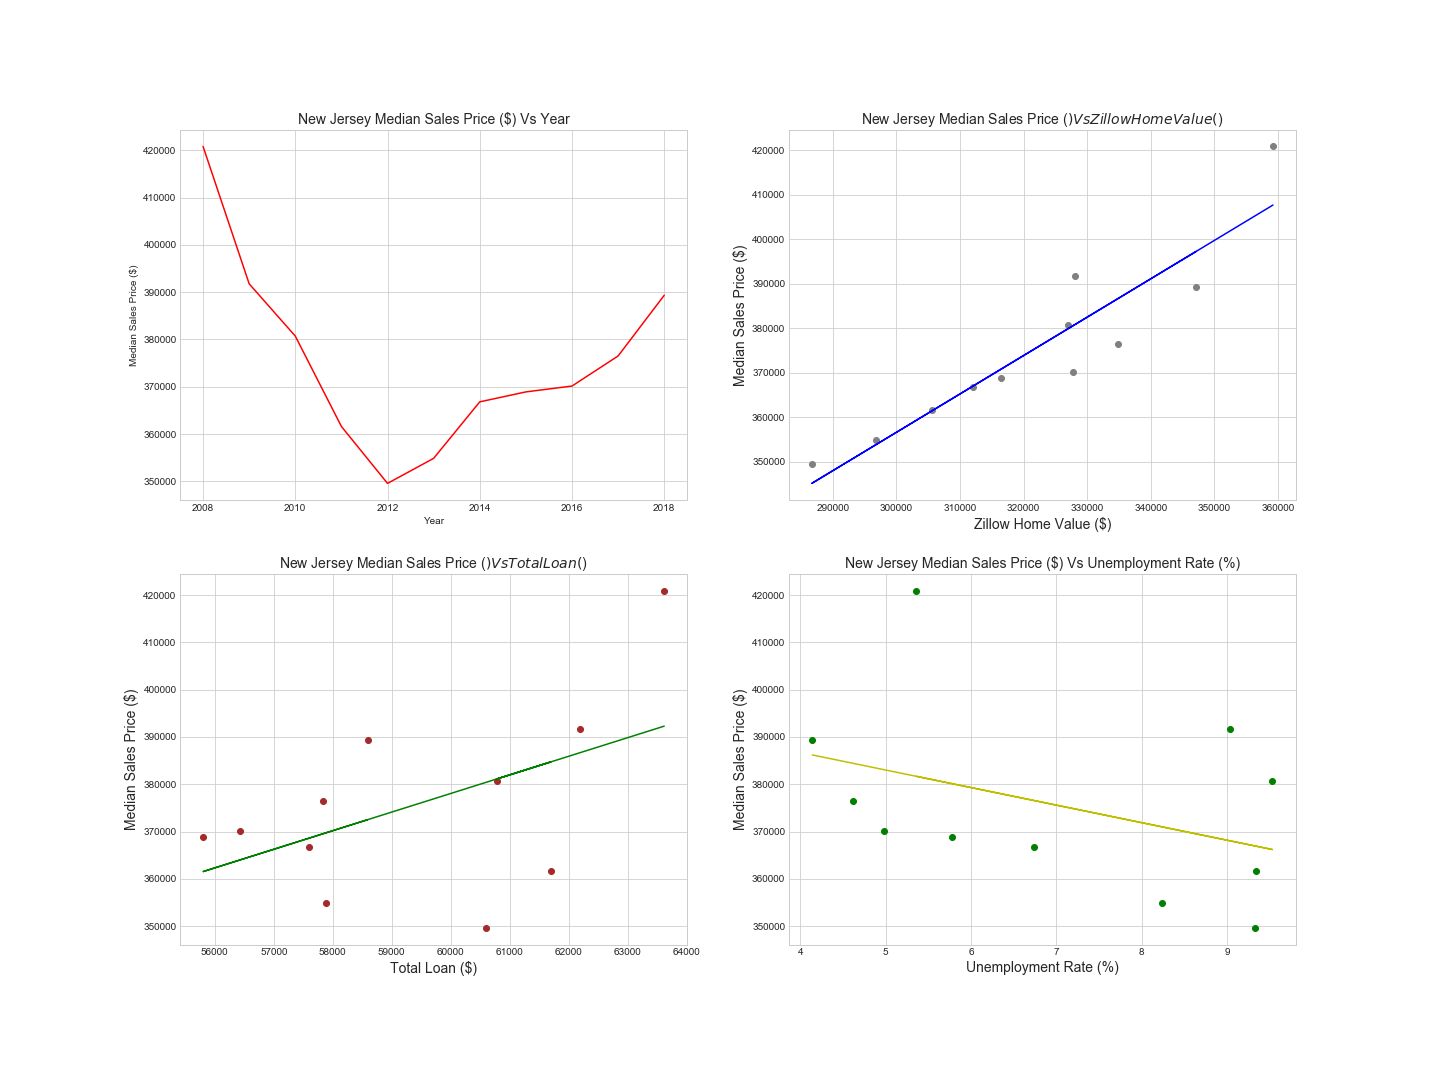 New Jersey Median Sales Price ($) Vs Year
420000
410000
400000
390000
380000
370000
360000
350000
Median Sales Price ($)
2008 2010 2012 2014 2016 2018
Year
New Jersey Median Sales Price ()VsZillowHomeValue()
420000
410000
400000
390000
380000
370000
360000
350000
Median Sales Price ($)
290000 300000 310000 320000 330000 340000 350000 360000
Zillow Home Value ($)
New Jersey Median Sales Price ()VsTotalLoan()
420000
410000
400000
390000
380000
370000
360000
350000
Median Sales Price ($)
56000 57000 58000 59000 60000 61000 62000 63000 64000
Total Loan ($)
New Jersey Median Sales Price ($) Vs Unemployment Rate (%)
420000
410000
400000
390000
380000
370000
360000
350000
Median Sales Price ($)
4 5 6 7 8 9
Unemployment Rate (%)